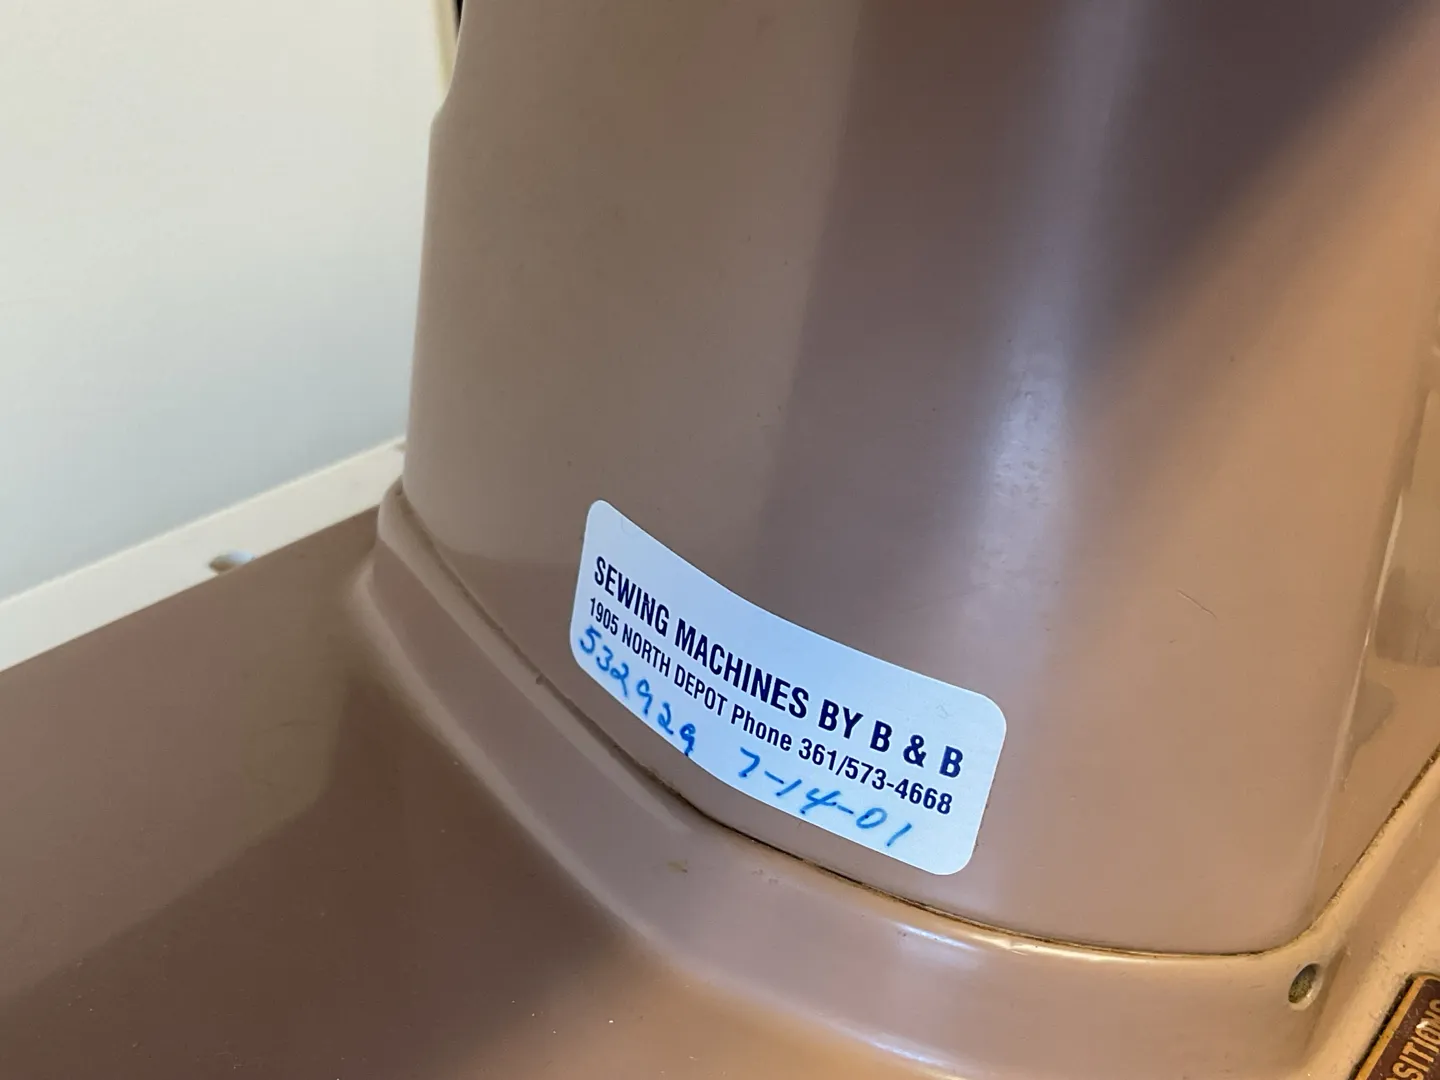 SEWING MACHINES BY B & B
1905 NORTH DEPOT Phone 361/573-4668
532929 7-14-01